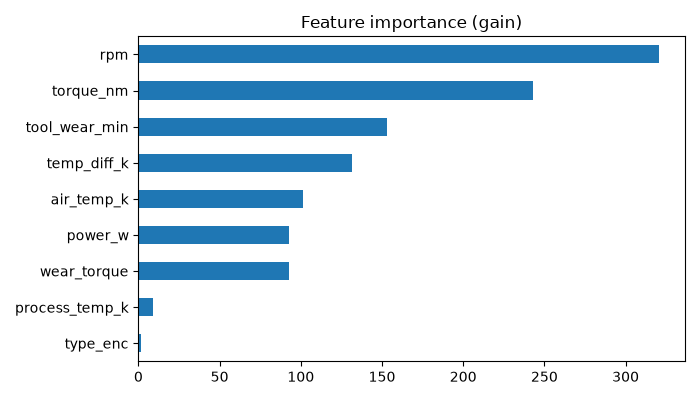 Feature importance (gain)
rpm
torque_nm
tool_wear_min
temp_diff_k
air_temp_k
power_w
wear_torque
process_temp_k
type_enc
0 50 100 150 200 250 300